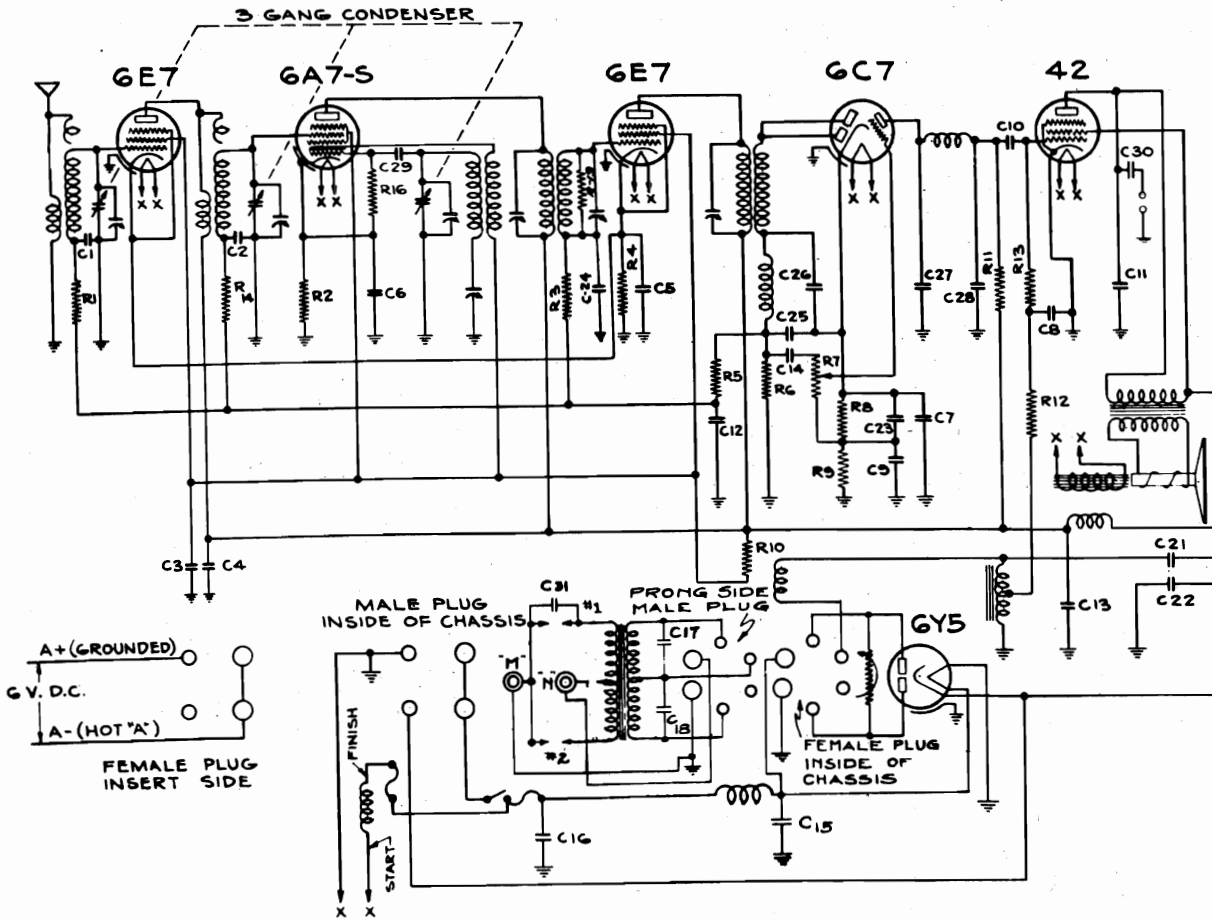 3 GANG CONDENSER
6E7
6A7-S
6E7
6C7
42
C29
R16
C10
C30
X X
X X
X X
X X
C1
C2
R1
R14
R2
C6
R3
C-24
R4
C5
C26
C25
C14
R5
R6
R7
C12
R8
C23
R9
C9
C7
C27
C28
R11
R13
C8
C11
R12
X X
R10
C3
C4
C21
C22
C13
C31
#1
MALE PLUG
INSIDE OF CHASSIS
PRONG SIDE
MALE PLUG
C17
6Y5
A+ (GROUNDED)
6 V. D.C.
A- (HOT "A")
"M"
"N"
C18
#2
FEMALE PLUG
INSERT SIDE
FEMALE PLUG
INSIDE OF
CHASSIS
FINISH
START
C16
C15
X X